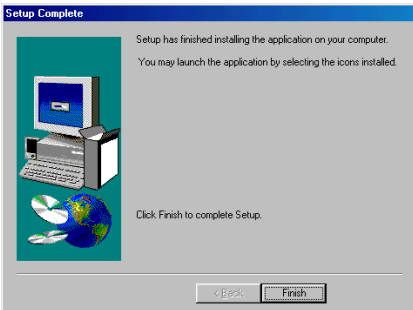 Setup Complete
Setup has finished installing the application on your computer.
You may launch the application by selecting the icons installed.
Click Finish to complete Setup.
< Back
Finish